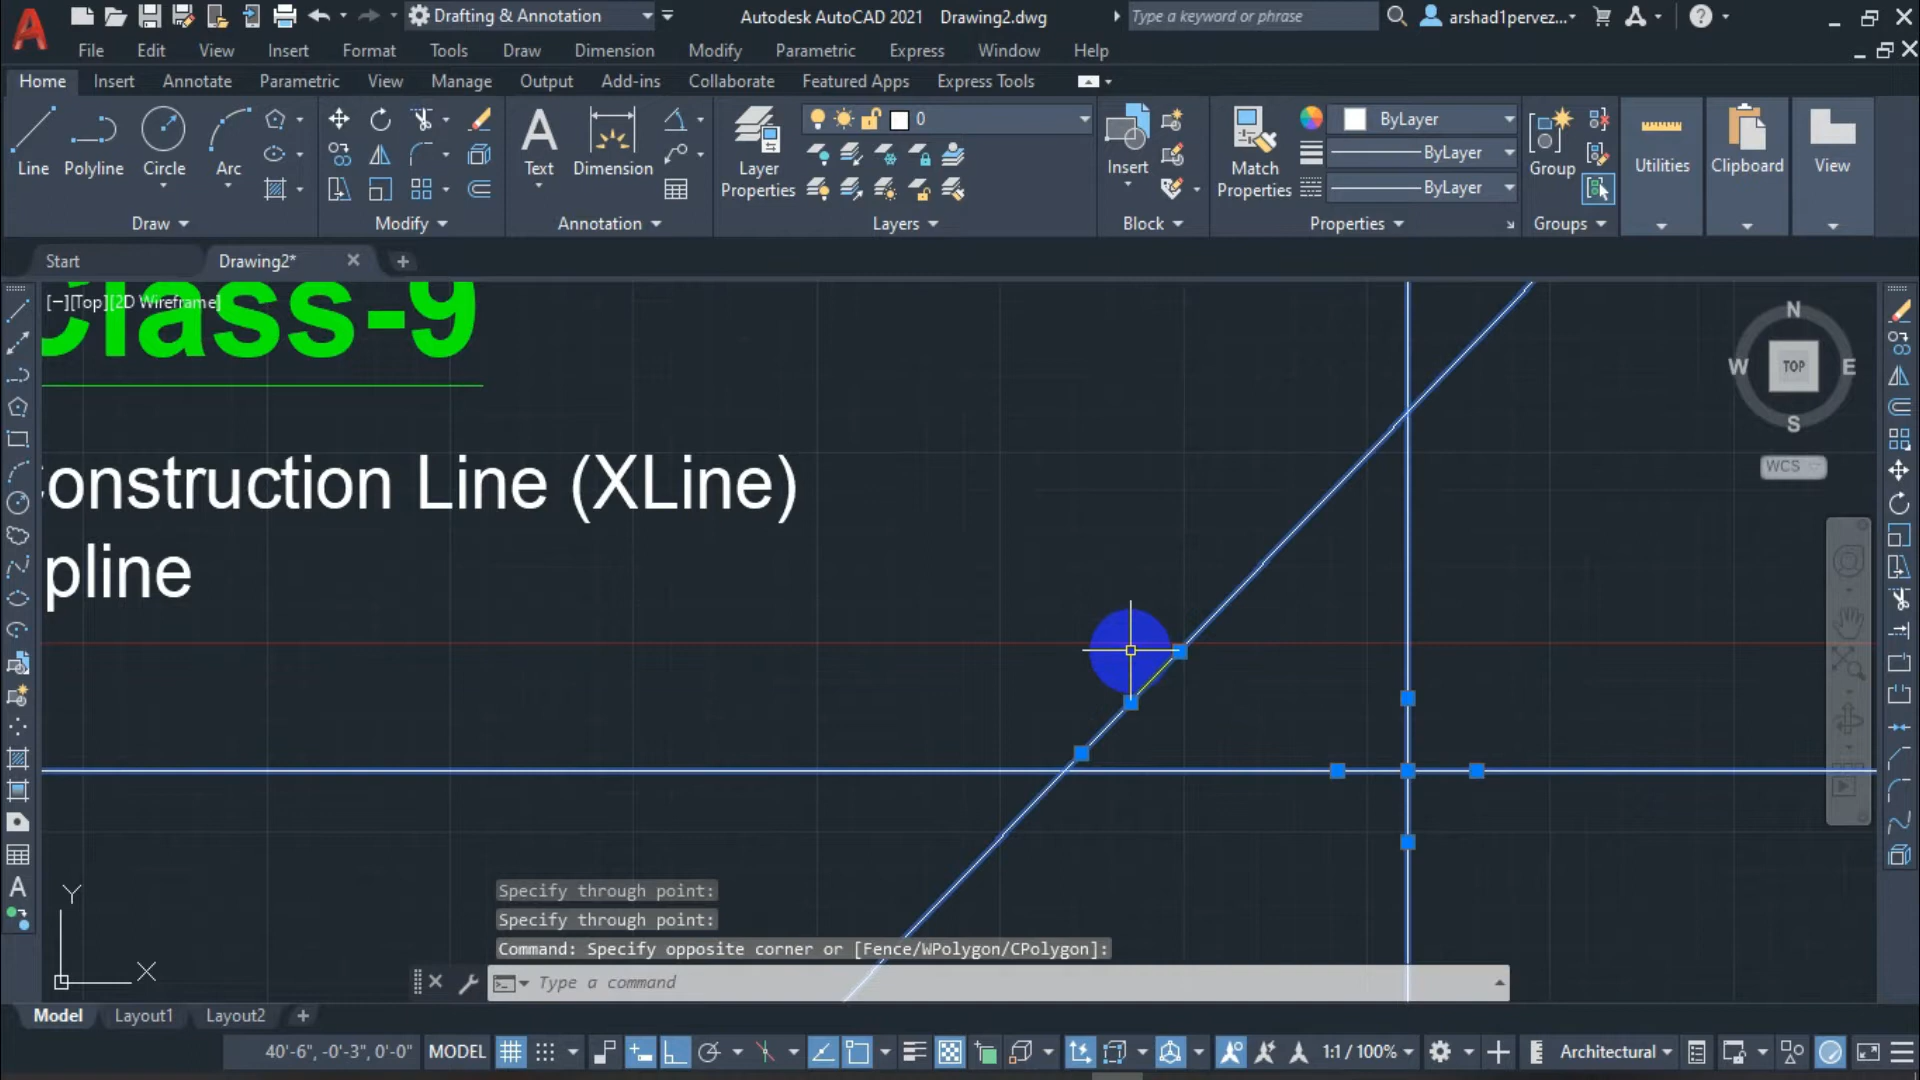 Drafting & Annotation
Autodesk AutoCAD 2021 Drawing2.dwg
Type a keyword or phrase
arshad1pervez...
File Edit View Insert Format Tools Draw Dimension Modify Parametric Express Window Help
Home Insert Annotate Parametric View Manage Output Add-ins Collaborate Featured Apps Express Tools
Line Polyline Circle Arc
Text Dimension
Layer Properties
0
Insert
Match Properties
ByLayer
ByLayer
ByLayer
Group
Utilities
Clipboard
View
Draw Modify Annotation Layers Block Properties Groups
Start Drawing2*
[−][Top][2D Wireframe]
Class-9
onstruction Line (XLine)
pline
N
W TOP E
S
WCS
Y
X
Specify through point:
Specify through point:
Command: Specify opposite corner or [Fence/WPolygon/CPolygon]:
Type a command
Model Layout1 Layout2
40'-6", -0'-3", 0'-0" MODEL 1:1 / 100% Architectural